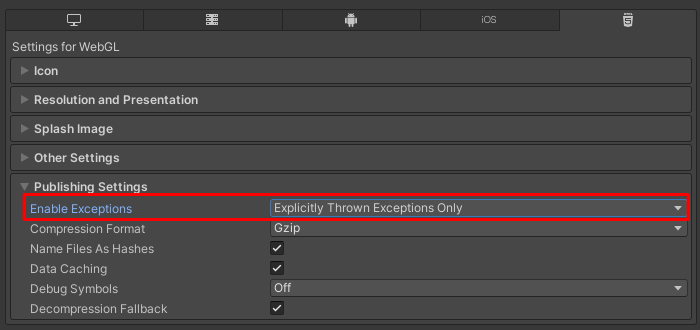 iOS
Settings for WebGL
Icon
Resolution and Presentation
Splash Image
Other Settings
Publishing Settings
Enable Exceptions Explicitly Thrown Exceptions Only
Compression Format Gzip
Name Files As Hashes
Data Caching
Debug Symbols Off
Decompression Fallback